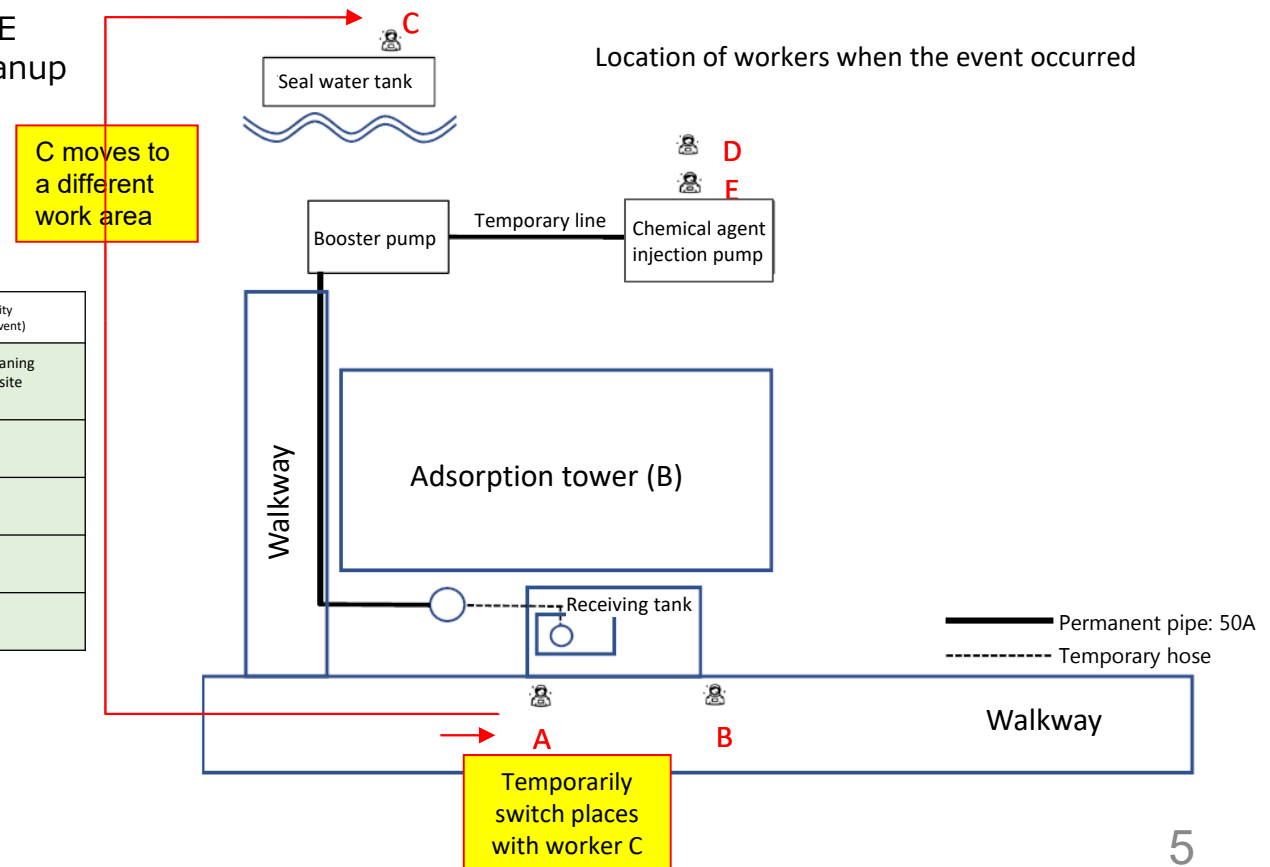 E
anup
C
Location of workers when the event occurred
Seal water tank
C moves to
a different
work area
D
E
Booster pump
Temporary line
Chemical agent
injection pump
ity
vent)
aning
site
Walkway
Adsorption tower (B)
Receiving tank
Permanent pipe: 50A
Temporary hose
A
B
Walkway
Temporarily
switch places
with worker C
5